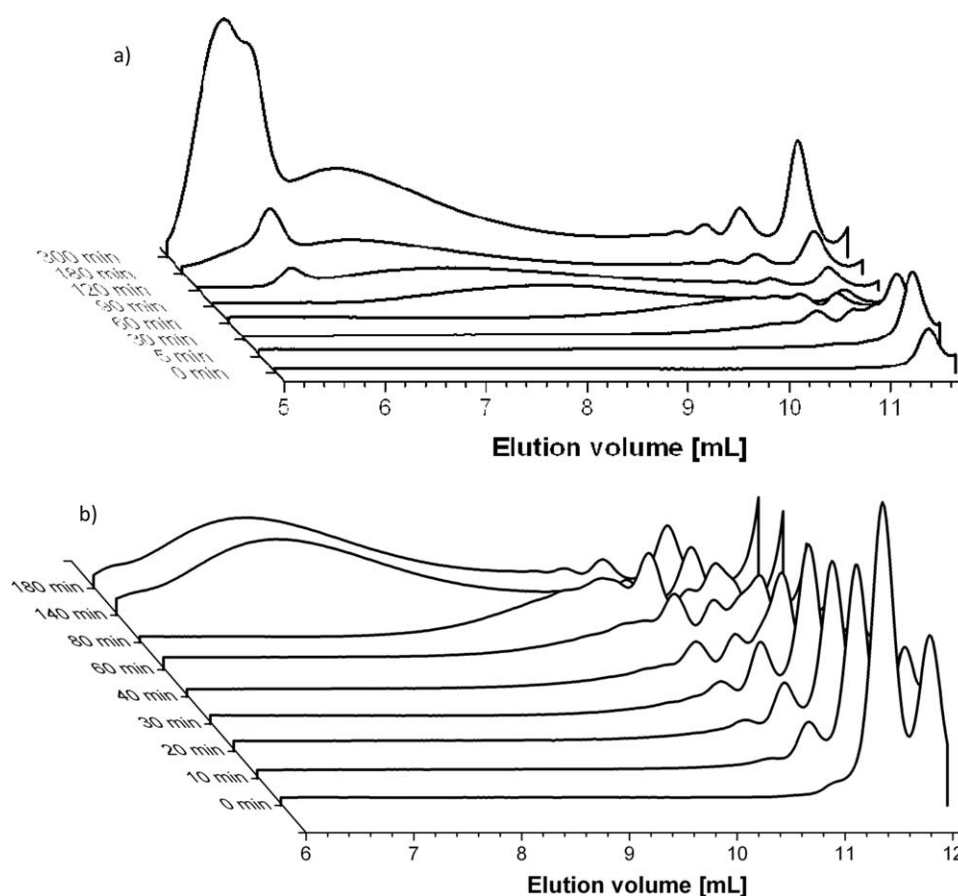 a)
300 min
180 min
120 min
90 min
60 min
30 min
5 min
0 min
5 6 7 8 9 10 11
Elution volume [mL]
b)
180 min
140 min
80 min
60 min
40 min
30 min
20 min
10 min
0 min
6 7 8 9 10 11 12
Elution volume [mL]